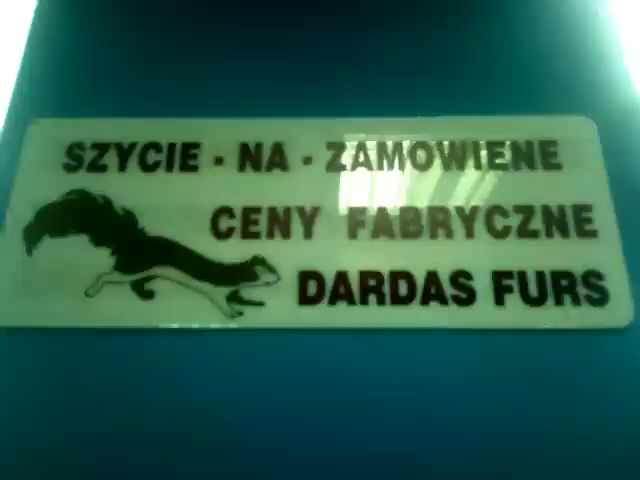 SZYCIE - NA - ZAMOWIENE
CENY FABRYCZNE
DARDAS FURS